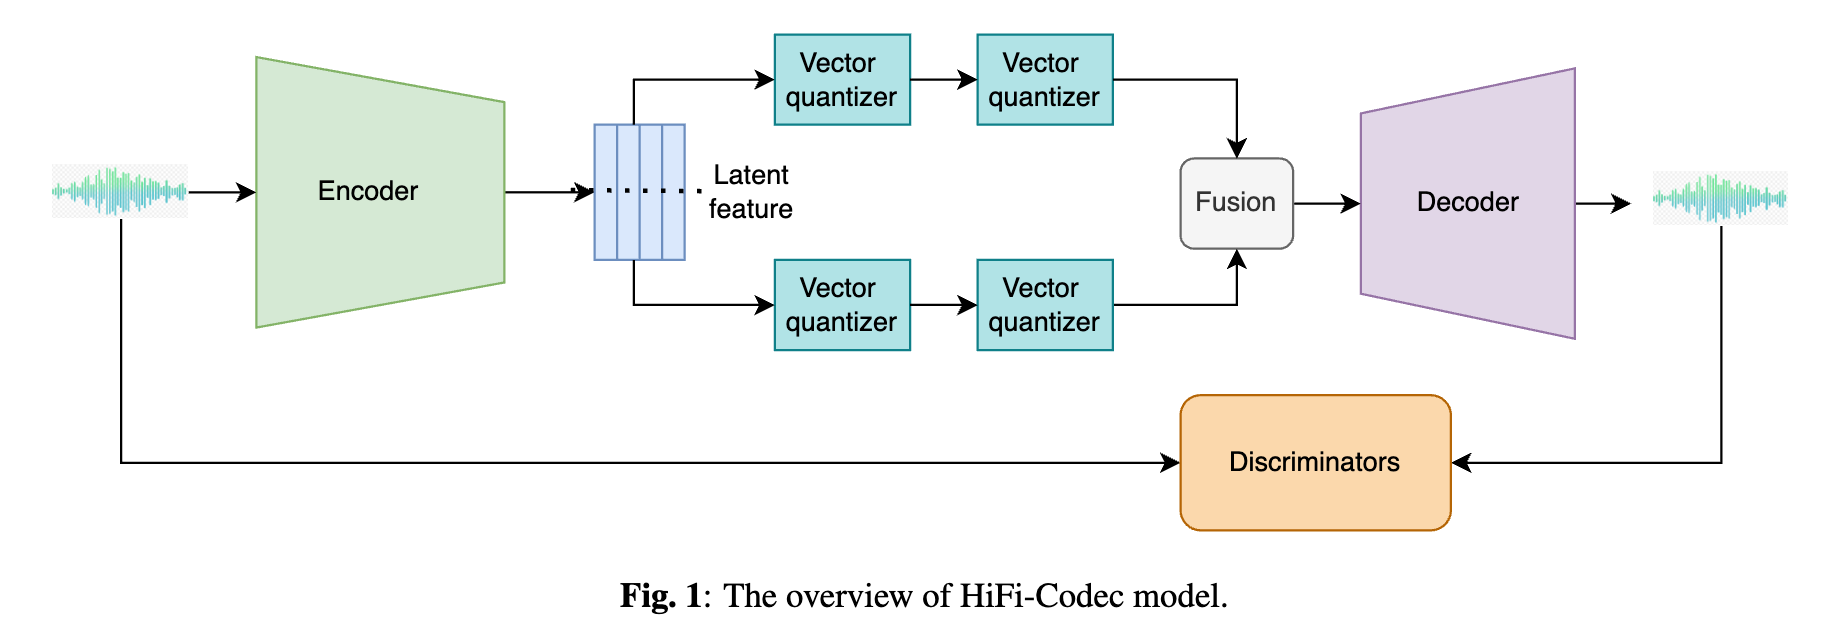 Encoder
Latent
feature
Vector
quantizer
Vector
quantizer
Vector
quantizer
Vector
quantizer
Fusion
Decoder
Discriminators
Fig. 1: The overview of HiFi-Codec model.